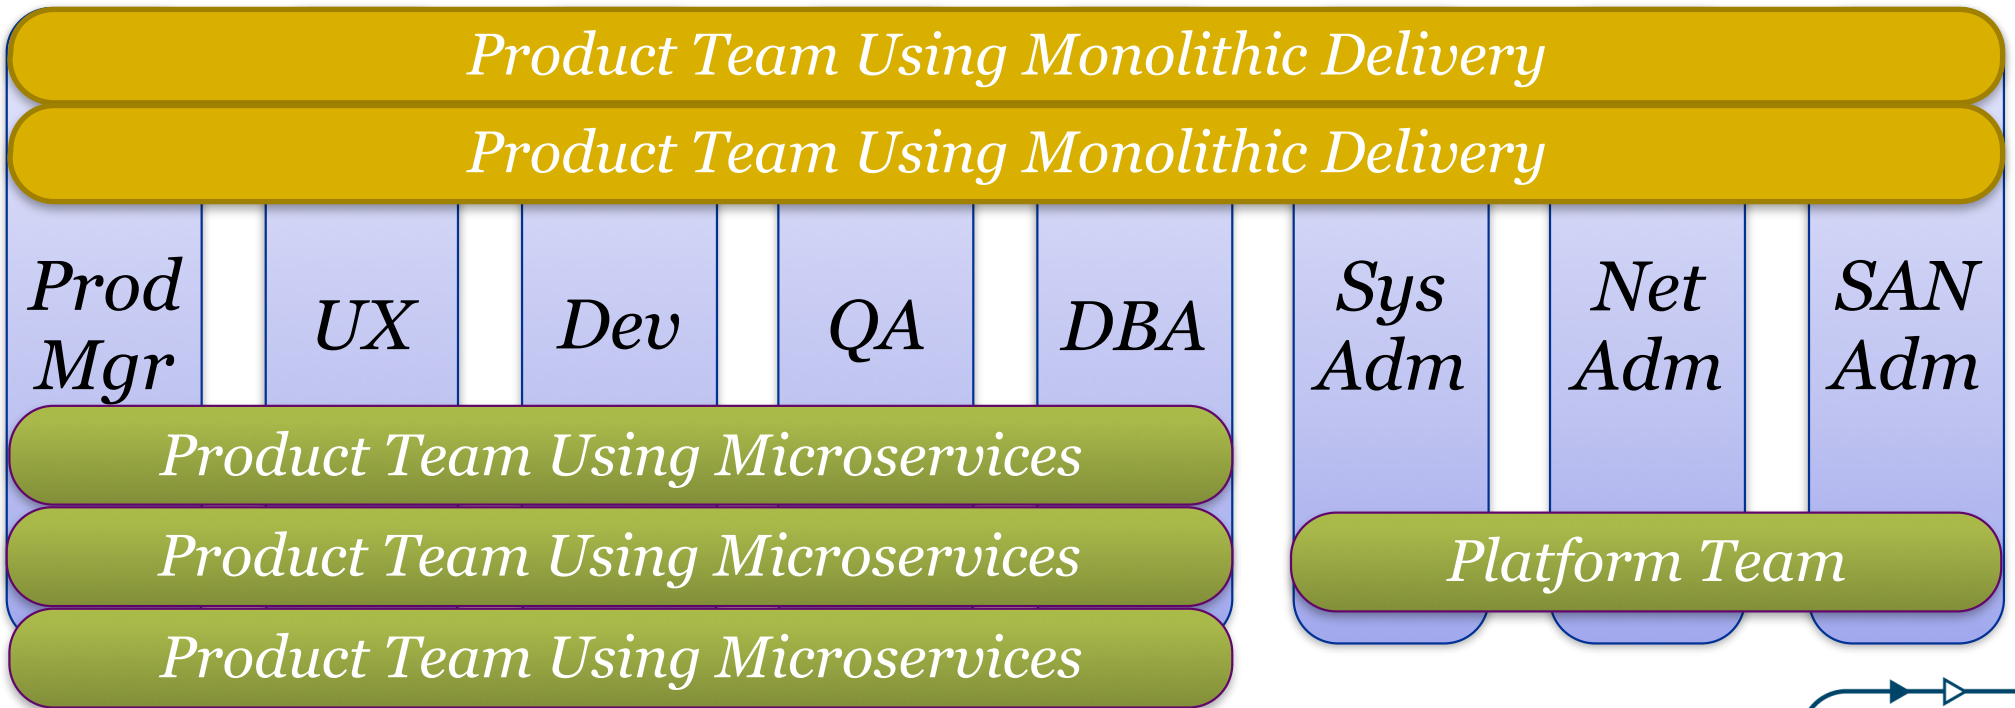 Product Team Using Monolithic Delivery
Product Team Using Monolithic Delivery
Prod
Mgr
UX
Dev
QA
DBA
Sys
Adm
Net
Adm
SAN
Adm
Product Team Using Microservices
Product Team Using Microservices
Platform Team
Product Team Using Microservices